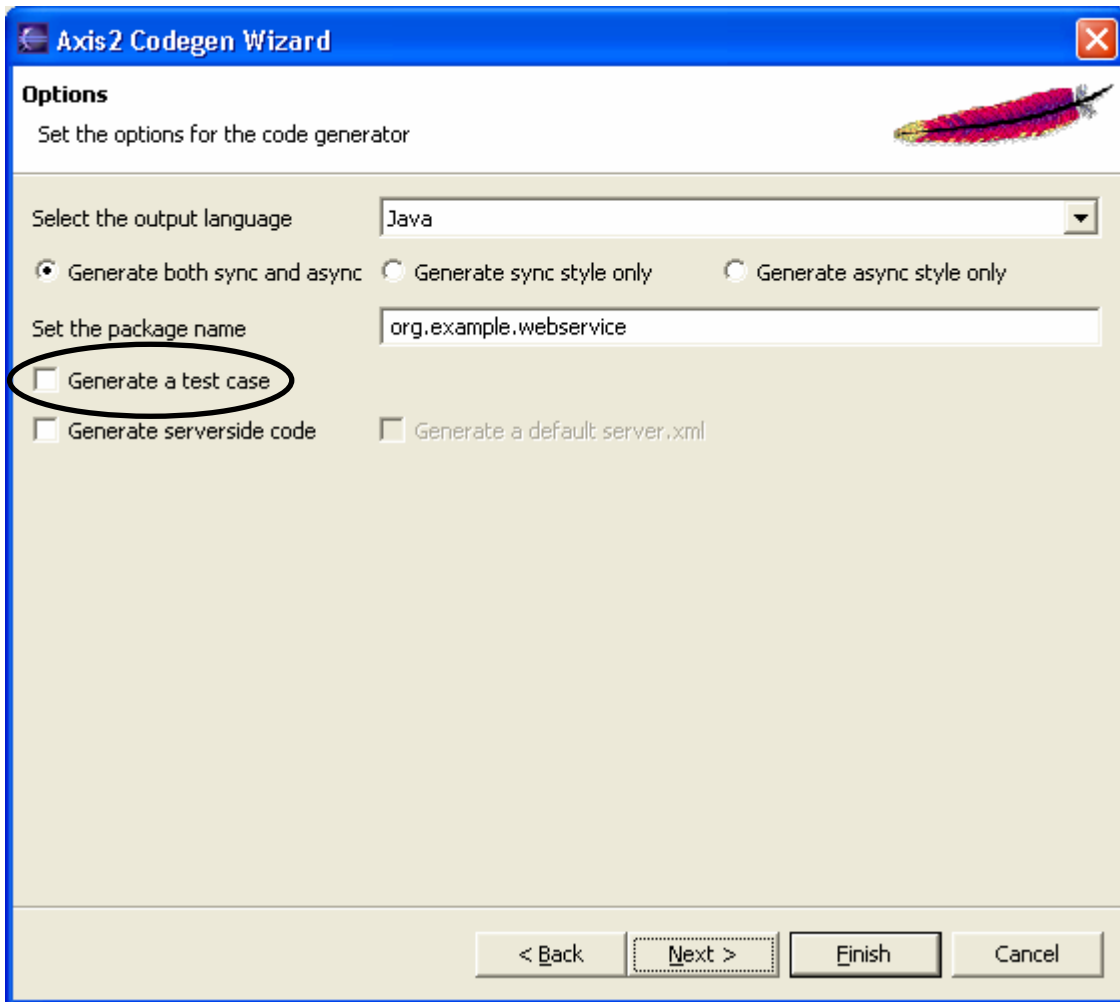 Axis2 Codegen Wizard
Options
Set the options for the code generator
Select the output language Java
Generate both sync and async Generate sync style only Generate async style only
Set the package name org.example.webservice
Generate a test case
Generate serverside code Generate a default server.xml
< Back Next > Finish Cancel